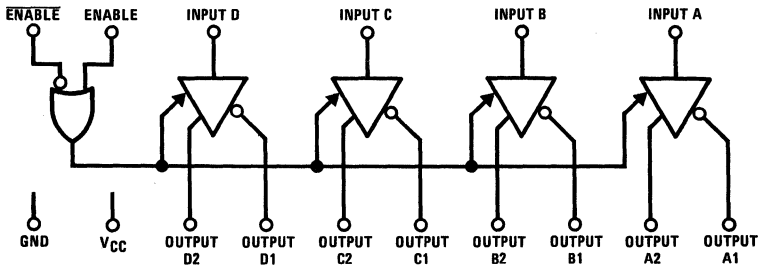 ENABLE ENABLE INPUT D INPUT C INPUT B INPUT A
GND VCC OUTPUT D2 OUTPUT D1 OUTPUT C2 OUTPUT C1 OUTPUT B2 OUTPUT B1 OUTPUT A2 OUTPUT A1